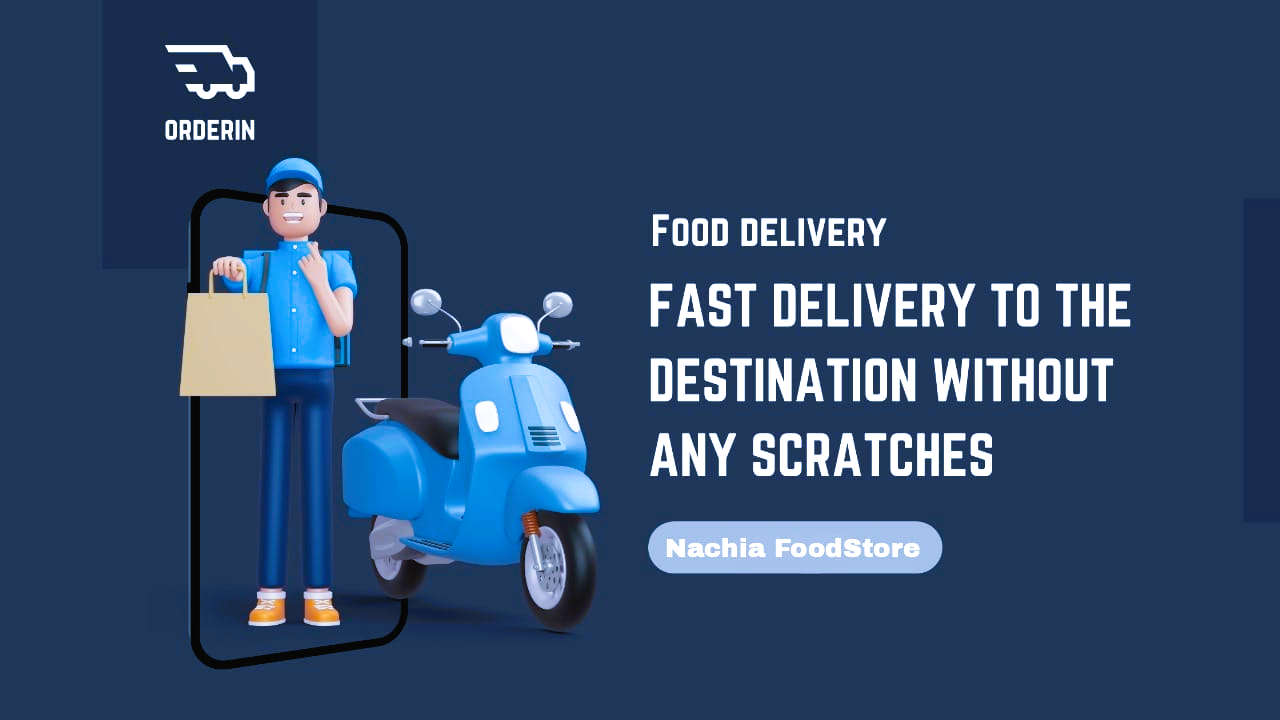 ORDERIN
FOOD DELIVERY
FAST DELIVERY TO THE
DESTINATION WITHOUT
ANY SCRATCHES
Nachia FoodStore